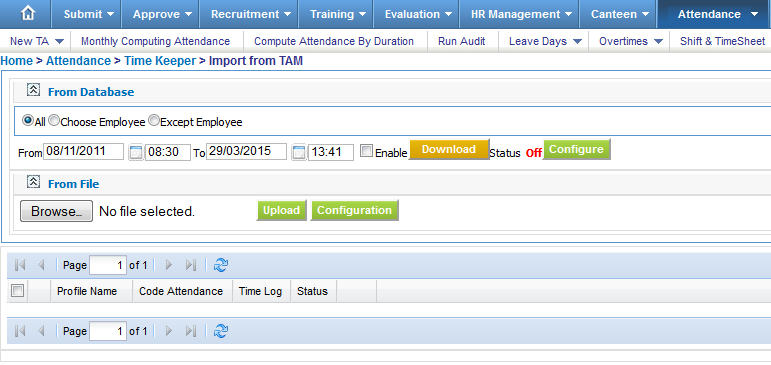 Submit Approve Recruitment Training Evaluation HR Management Canteen Attendance
New TA Monthly Computing Attendance Compute Attendance By Duration Run Audit Leave Days Overtimes Shift & TimeSheet
Home > Attendance > Time Keeper > Import from TAM
From Database
All Choose Employee Except Employee
From 08/11/2011 08:30 To 29/03/2015 13:41 Enable Download Status Off Configure
From File
Browse... No file selected. Upload Configuration
Page 1 of 1
Profile Name Code Attendance Time Log Status
Page 1 of 1